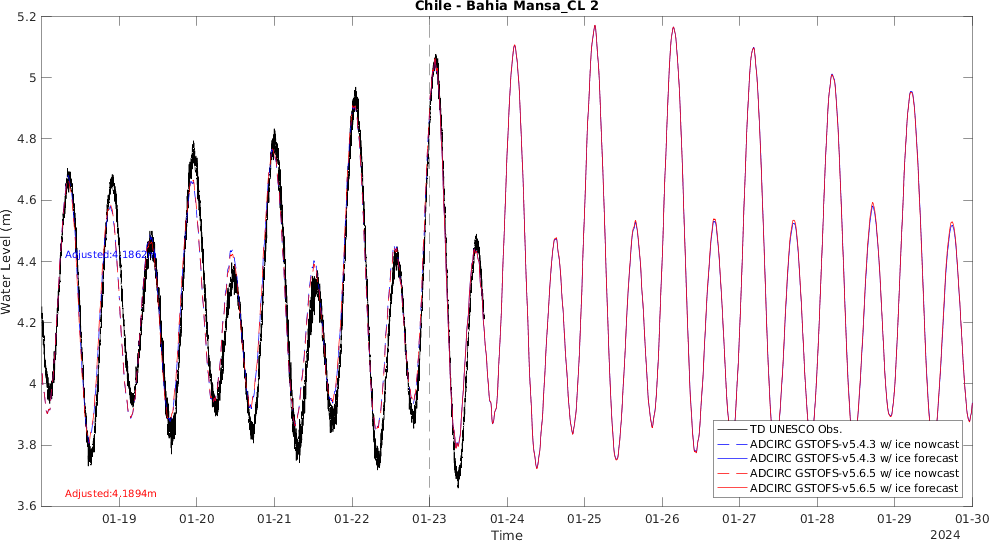 Chile - Bahia Mansa_CL 2
Water Level (m)
5.2
5
4.8
4.6
4.4
4.2
4
3.8
3.6
Adjusted:4.1862m
Adjusted:4.1894m
TD UNESCO Obs.
ADCIRC GSTOFS-v5.4.3 w/ ice nowcast
ADCIRC GSTOFS-v5.4.3 w/ ice forecast
ADCIRC GSTOFS-v5.6.5 w/ ice nowcast
ADCIRC GSTOFS-v5.6.5 w/ ice forecast
01-19 01-20 01-21 01-22 01-23 01-24 01-25 01-26 01-27 01-28 01-29 01-30
Time
2024